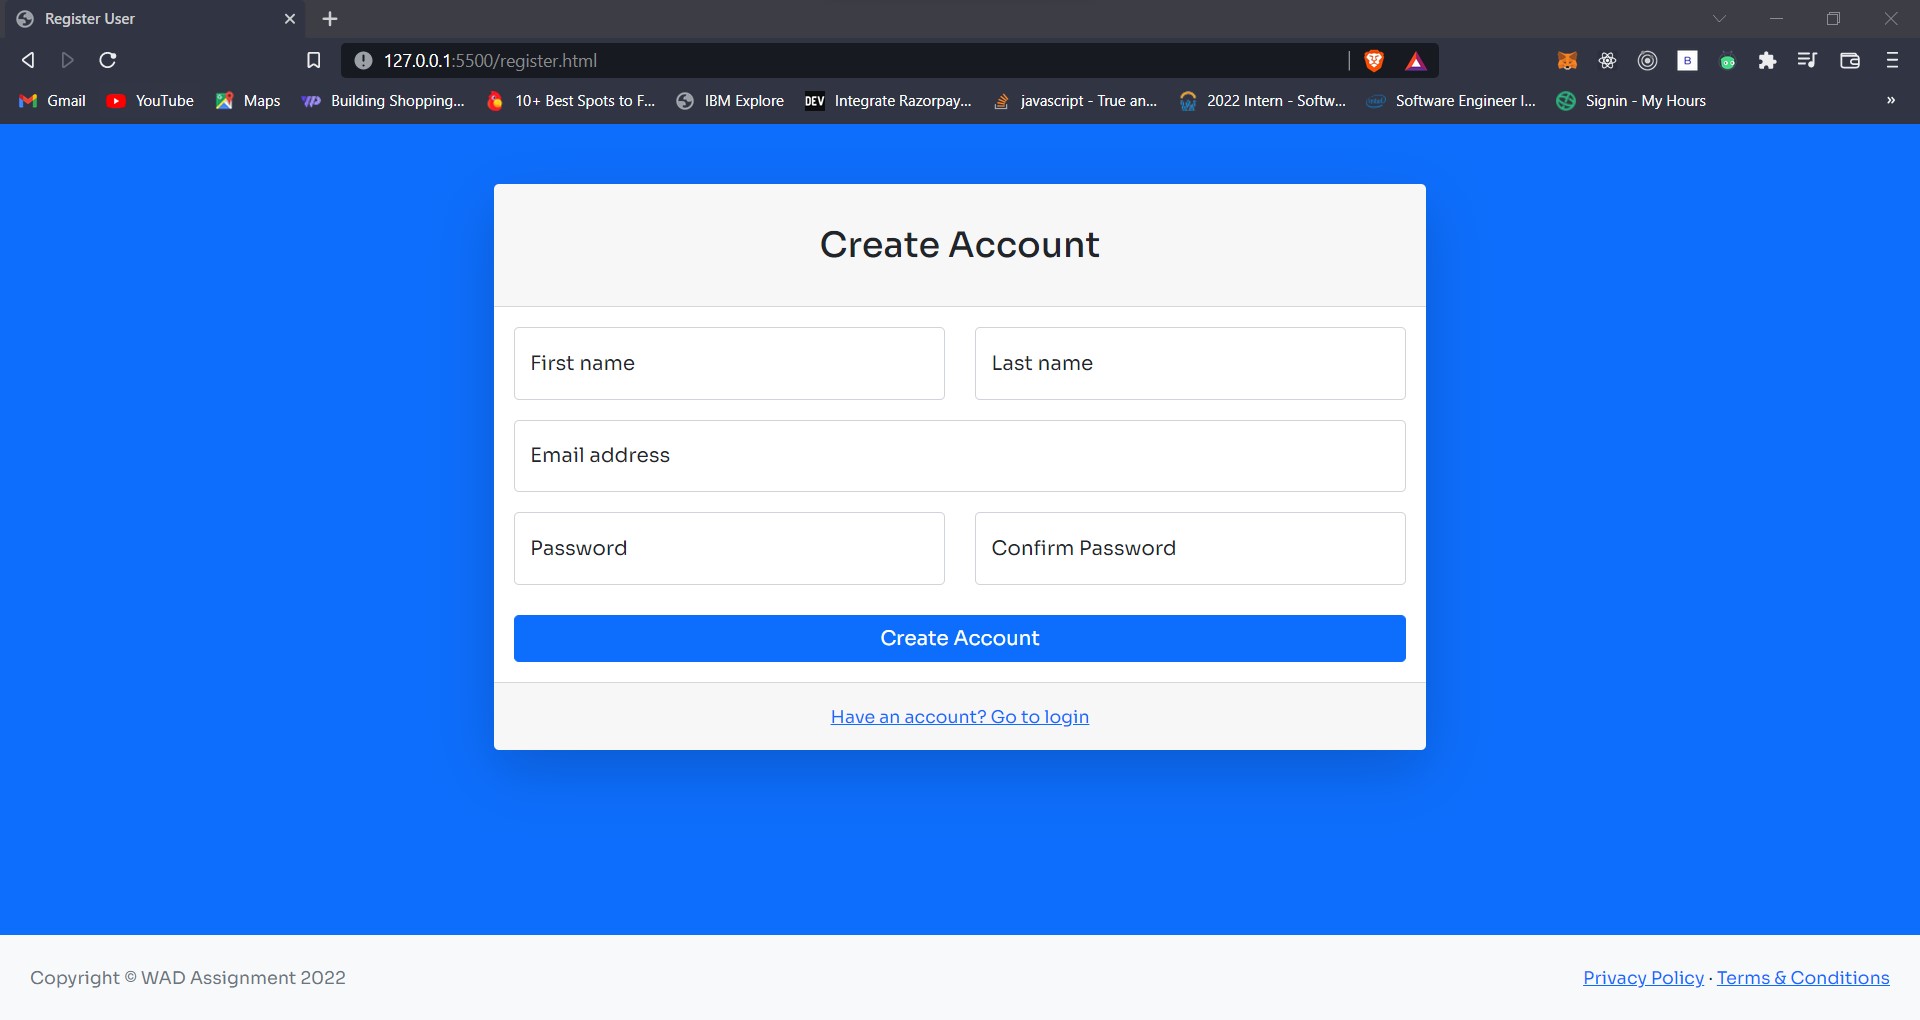 Register User
127.0.0.1:5500/register.html
Gmail YouTube Maps Building Shopping... 10+ Best Spots to F... IBM Explore DEV Integrate Razorpay... javascript - True an... 2022 Intern - Softw... Software Engineer I... Signin - My Hours »
Create Account
First name Last name
Email address
Password Confirm Password
Create Account
Have an account? Go to login
Copyright © WAD Assignment 2022 Privacy Policy · Terms & Conditions